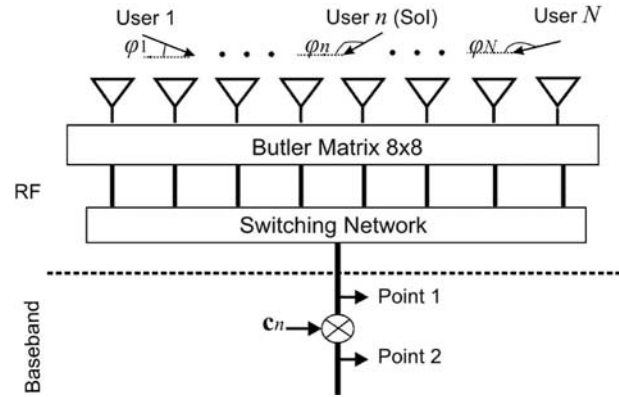 User 1
User n (SoI)
User N
φ1
φn
φN
Butler Matrix 8x8
RF
Switching Network
Point 1
cn
Point 2
Baseband